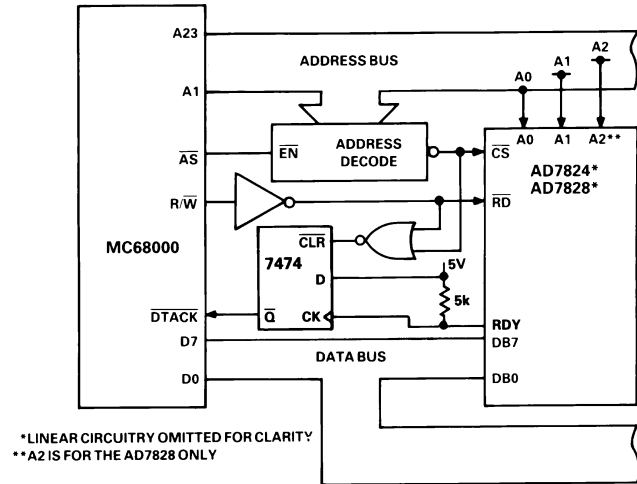 A23
ADDRESS BUS
A1
A0
A1
A2
A0 A1 A2**
AS
EN
ADDRESS
DECODE
CS
AD7824*
AD7828*
R/W
RD
MC68000
CLR
7474
D
5V
5k
DTACK
Q
CK
RDY
D7
DB7
DATA BUS
D0
DB0
*LINEAR CIRCUITRY OMITTED FOR CLARITY
**A2 IS FOR THE AD7828 ONLY